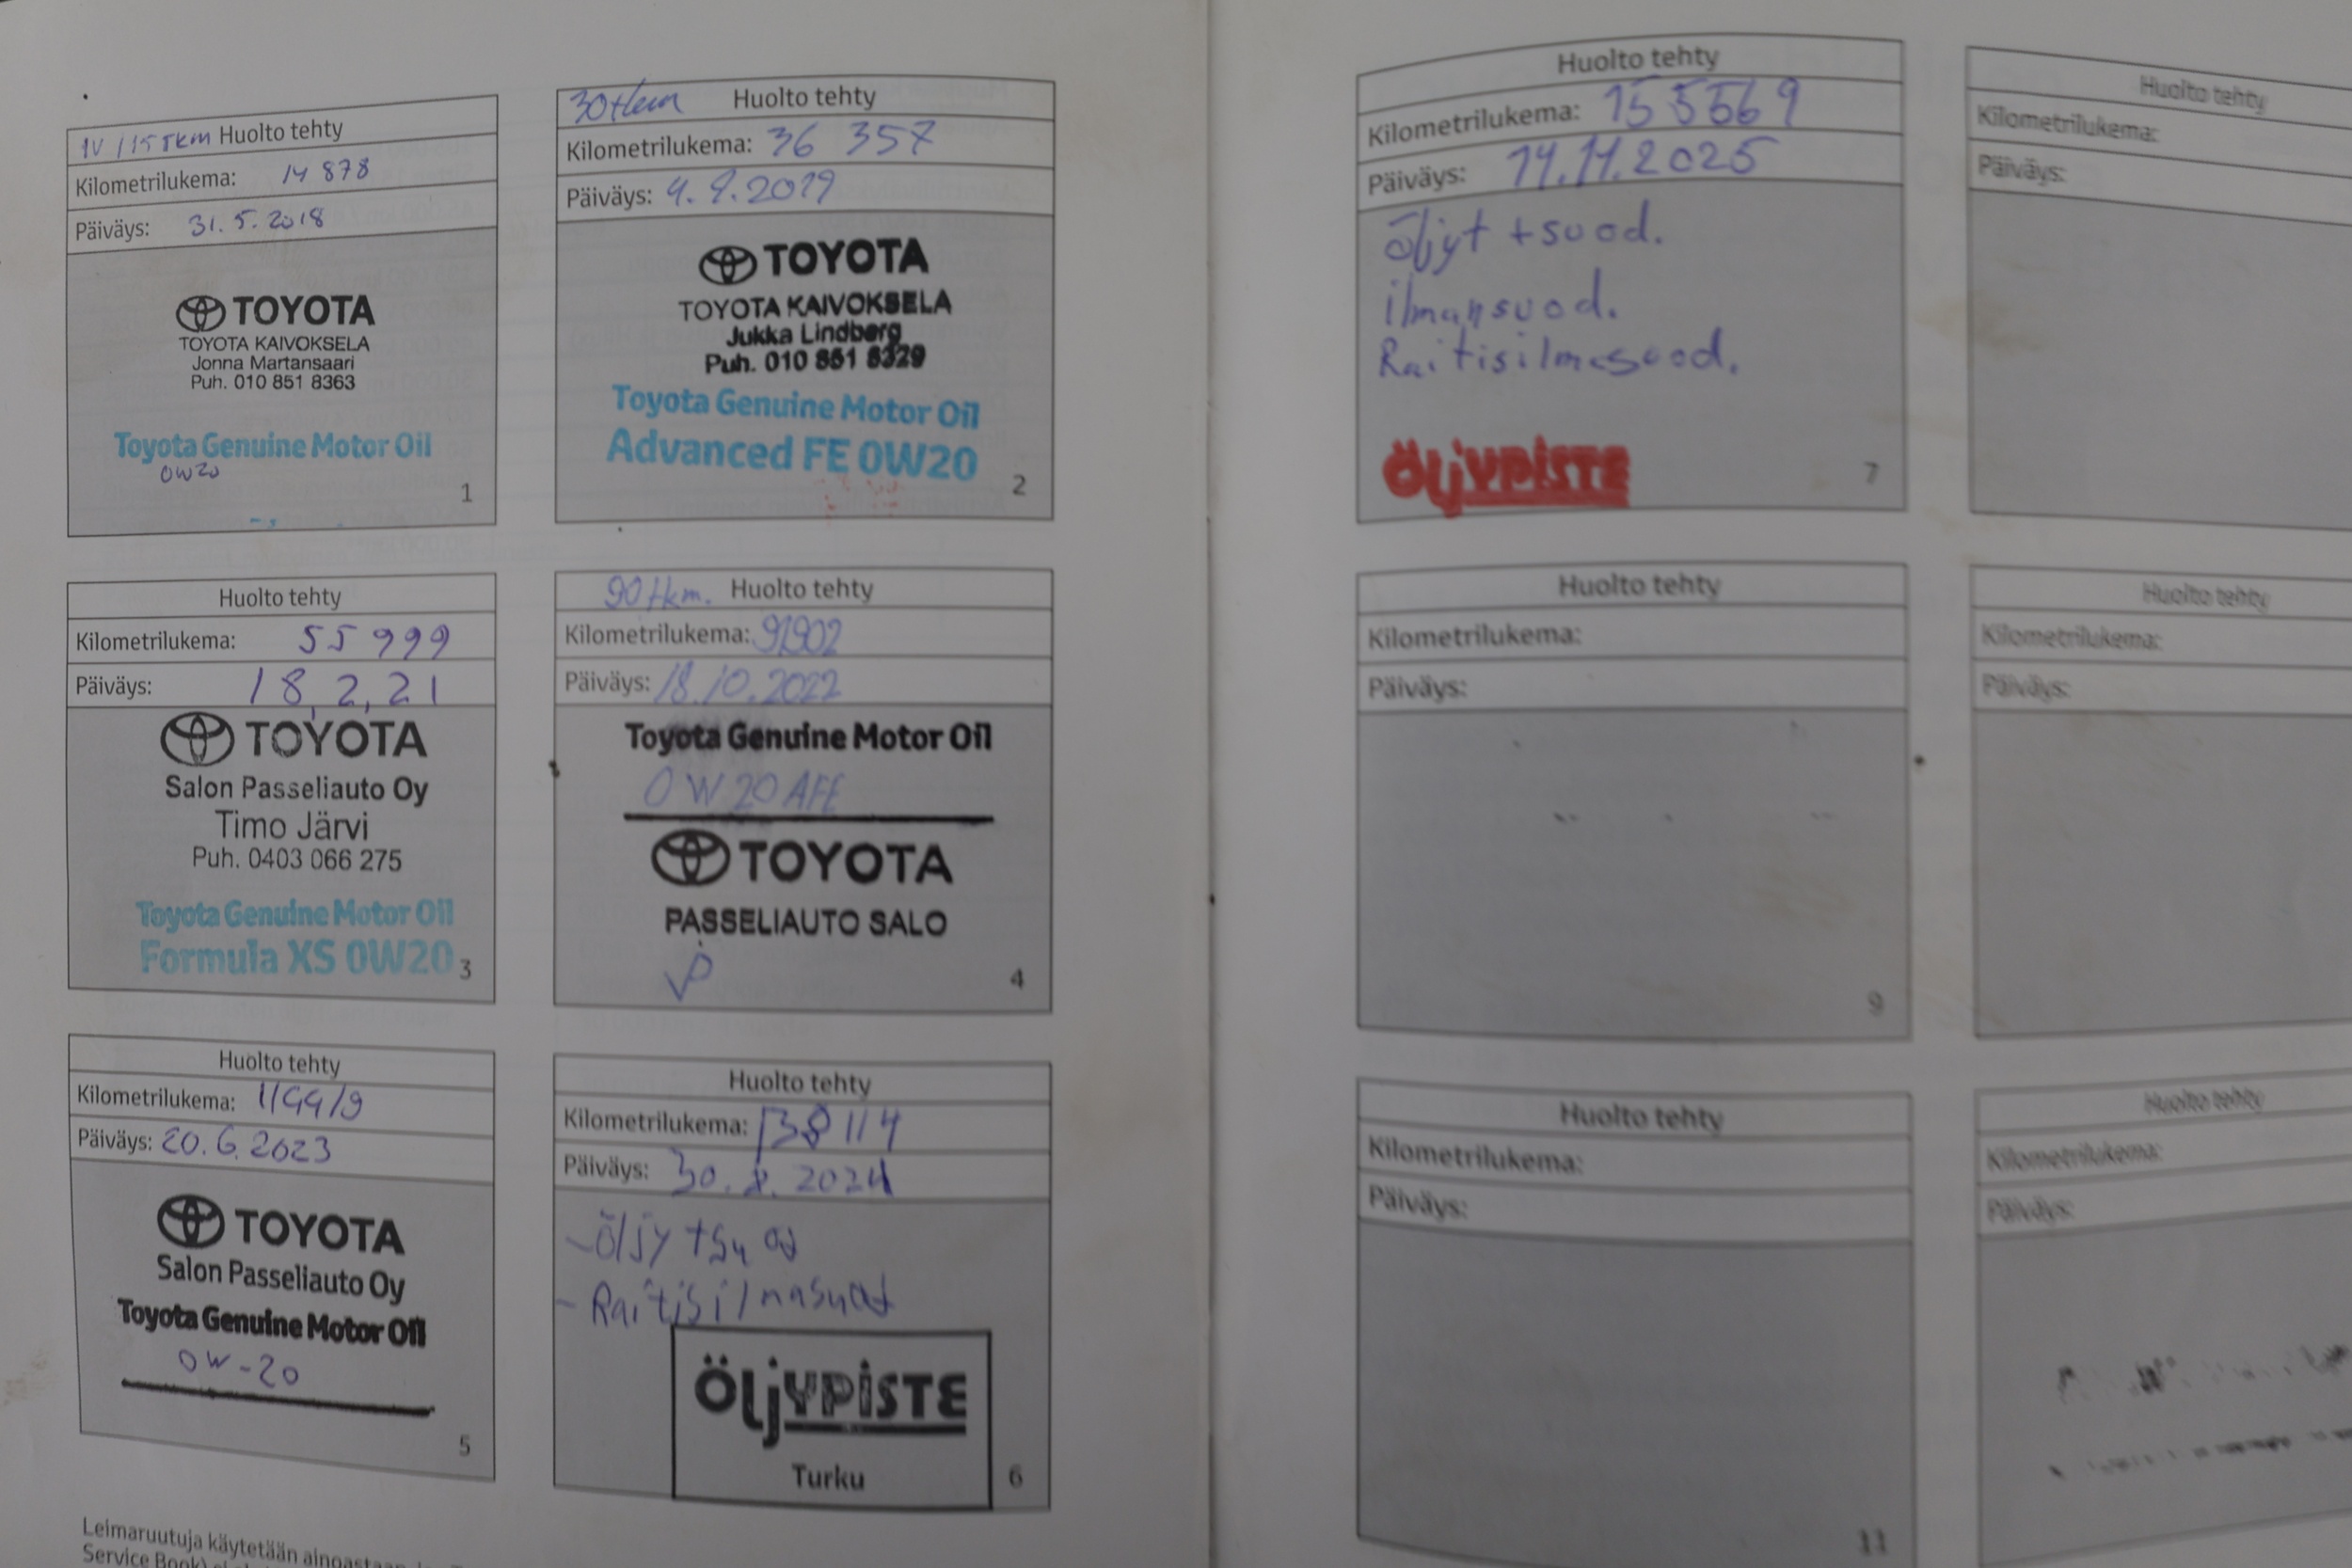 1V / 15 Tkm Huolto tehty
Kilometrilukema: 14 878
Päiväys: 31.5.2018
TOYOTA
TOYOTA KAIVOKSELA
Jonna Martansaari
Puh. 010 851 8363
Toyota Genuine Motor Oil
0W20
1
30tkm Huolto tehty
Kilometrilukema: 36 357
Päiväys: 4.9.2019
TOYOTA
TOYOTA KAIVOKSELA
Jukka Lindberg
Puh. 010 851 8329
Toyota Genuine Motor Oil
Advanced FE 0W20
2
Huolto tehty
Kilometrilukema: 55 999
Päiväys: 18,2,21
TOYOTA
Salon Passeliauto Oy
Timo Järvi
Puh. 0403 066 275
Toyota Genuine Motor Oil
Formula XS 0W20
3
90tkm. Huolto tehty
Kilometrilukema: 91902
Päiväys: 18.10.2022
Toyota Genuine Motor Oil
0W20 AFE
TOYOTA
PASSELIAUTO SALO
4
Huolto tehty
Kilometrilukema:
Päiväys: 20.6.2023
TOYOTA
Salon Passeliauto Oy
Toyota Genuine Motor Oil
0W-20
5
Huolto tehty
Kilometrilukema: 138114
Päiväys: 30.8.2024
-öljy + suod
- Raitisilmasuod
ÖLJYPISTE
Turku
6
Leimaruutuja käytetään ainoastaan
Service Book)
Huolto tehty
Kilometrilukema: 155569
Päiväys: 14.11.2025
öljyt + suod.
ilmansuod.
Raitisilmasuod.
ÖLJYPISTE
7
Huolto tehty
Kilometrilukema:
Päiväys:
Huolto tehty
Kilometrilukema:
Päiväys:
9
Huolto tehty
Kilometrilukema:
Päiväys:
Huolto tehty
Kilometrilukema:
Päiväys:
11
Huolto tehty
Kilometrilukema:
Päiväys: